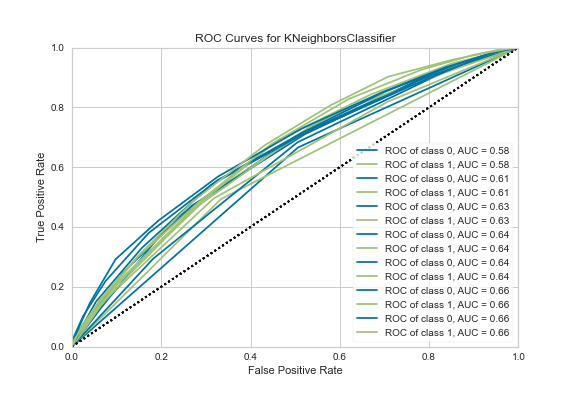 ROC Curves for KNeighborsClassifier
1.0
0.8
0.6
0.4
0.2
0.0
True Positive Rate
ROC of class 0, AUC = 0.58
ROC of class 1, AUC = 0.58
ROC of class 0, AUC = 0.61
ROC of class 1, AUC = 0.61
ROC of class 0, AUC = 0.63
ROC of class 1, AUC = 0.63
ROC of class 0, AUC = 0.64
ROC of class 1, AUC = 0.64
ROC of class 0, AUC = 0.64
ROC of class 1, AUC = 0.64
ROC of class 0, AUC = 0.66
ROC of class 1, AUC = 0.66
ROC of class 0, AUC = 0.66
ROC of class 1, AUC = 0.66
0.0 0.2 0.4 0.6 0.8 1.0
False Positive Rate